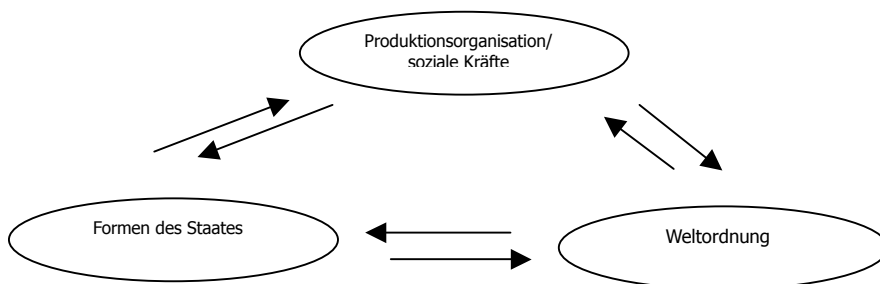 Produktionsorganisation/
soziale Kräfte
Formen des Staates
Weltordnung